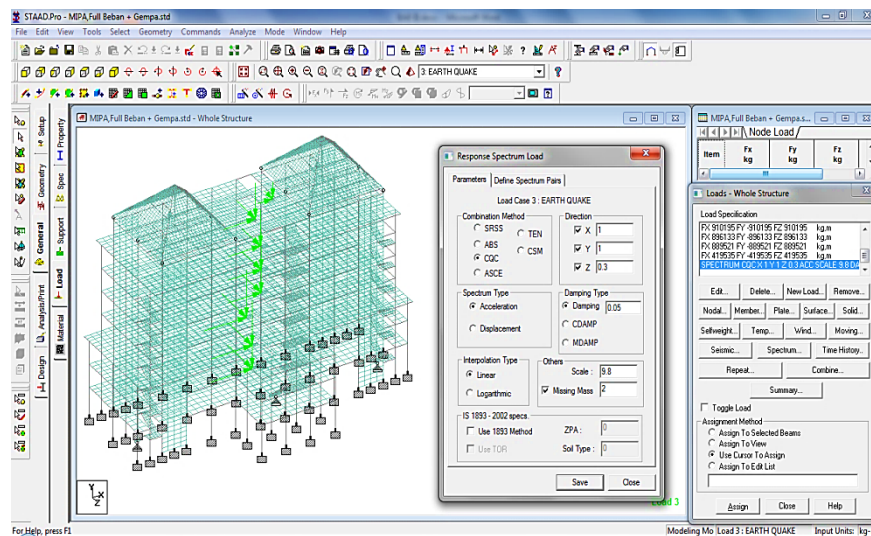 STAAD.Pro - MIPA,Full Beban + Gempa.std
File Edit View Tools Select Geometry Commands Analyze Mode Window Help
3: EARTH QUAKE
Setup
Geometry
General
Analysis/Print
Design
Property
Spec
Support
Load
Material
MIPA,Full Beban + Gempa.std - Whole Structure
Y
X
Z
Load 3
Response Spectrum Load
Parameters Define Spectrum Pairs
Load Case 3 : EARTH QUAKE
Combination Method
SRSS TEN
ABS CSM
CQC
ASCE
Direction
X 1
Y 1
Z 0.3
Spectrum Type
Acceleration
Displacement
Damping Type
Damping 0.05
CDAMP
MDAMP
Interpolation Type
Linear
Logarthmic
Others
Scale : 9.8
Missing Mass 2
IS 1893 - 2002 specs.
Use 1893 Method ZPA : 0
Use TOR Soil Type : 0
Save Close
MIPA,Full Beban + Gempa.s...
Node Load
Item Fx kg Fy kg Fz kg
Loads - Whole Structure
Load Specification
FX 910195 FY -910195 FZ 910195 kg,m
FX 896133 FY -896133 FZ 896133 kg,m
FX 889521 FY -889521 FZ 889521 kg,m
FX 419535 FY -419535 FZ 419535 kg,m
SPECTRUM CQC X 1 Y 1 Z 0.3 ACC SCALE 9.8 DA
Edit... Delete... New Load... Remove...
Nodal... Member... Plate... Surface... Solid...
Selfweight... Temp... Wind... Moving...
Seismic... Spectrum... Time History...
Repeat... Combine...
Summary...
Toggle Load
Assignment Method
Assign To Selected Beams
Assign To View
Use Cursor To Assign
Assign To Edit List
Assign Close Help
For Help, press F1
Modeling Mo Load 3 : EARTH QUAKE Input Units: kg-